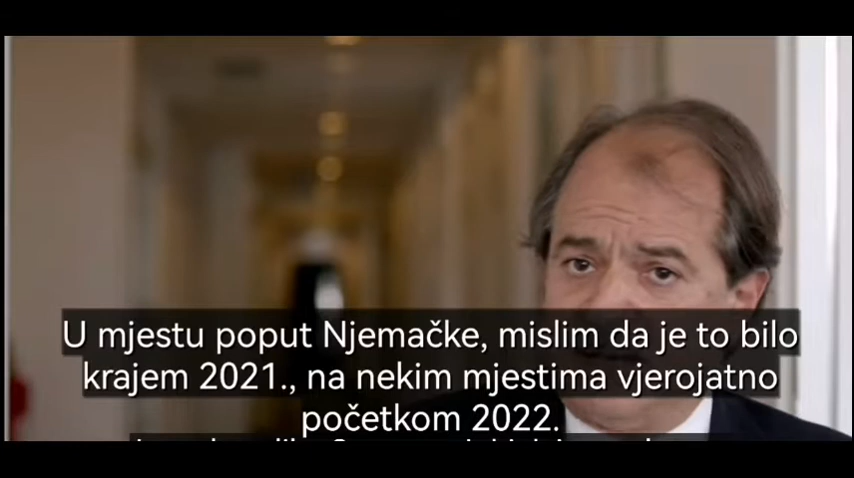 U mjestu poput Njemačke, mislim da je to bilo
krajem 2021., na nekim mjestima vjerojatno
početkom 2022.